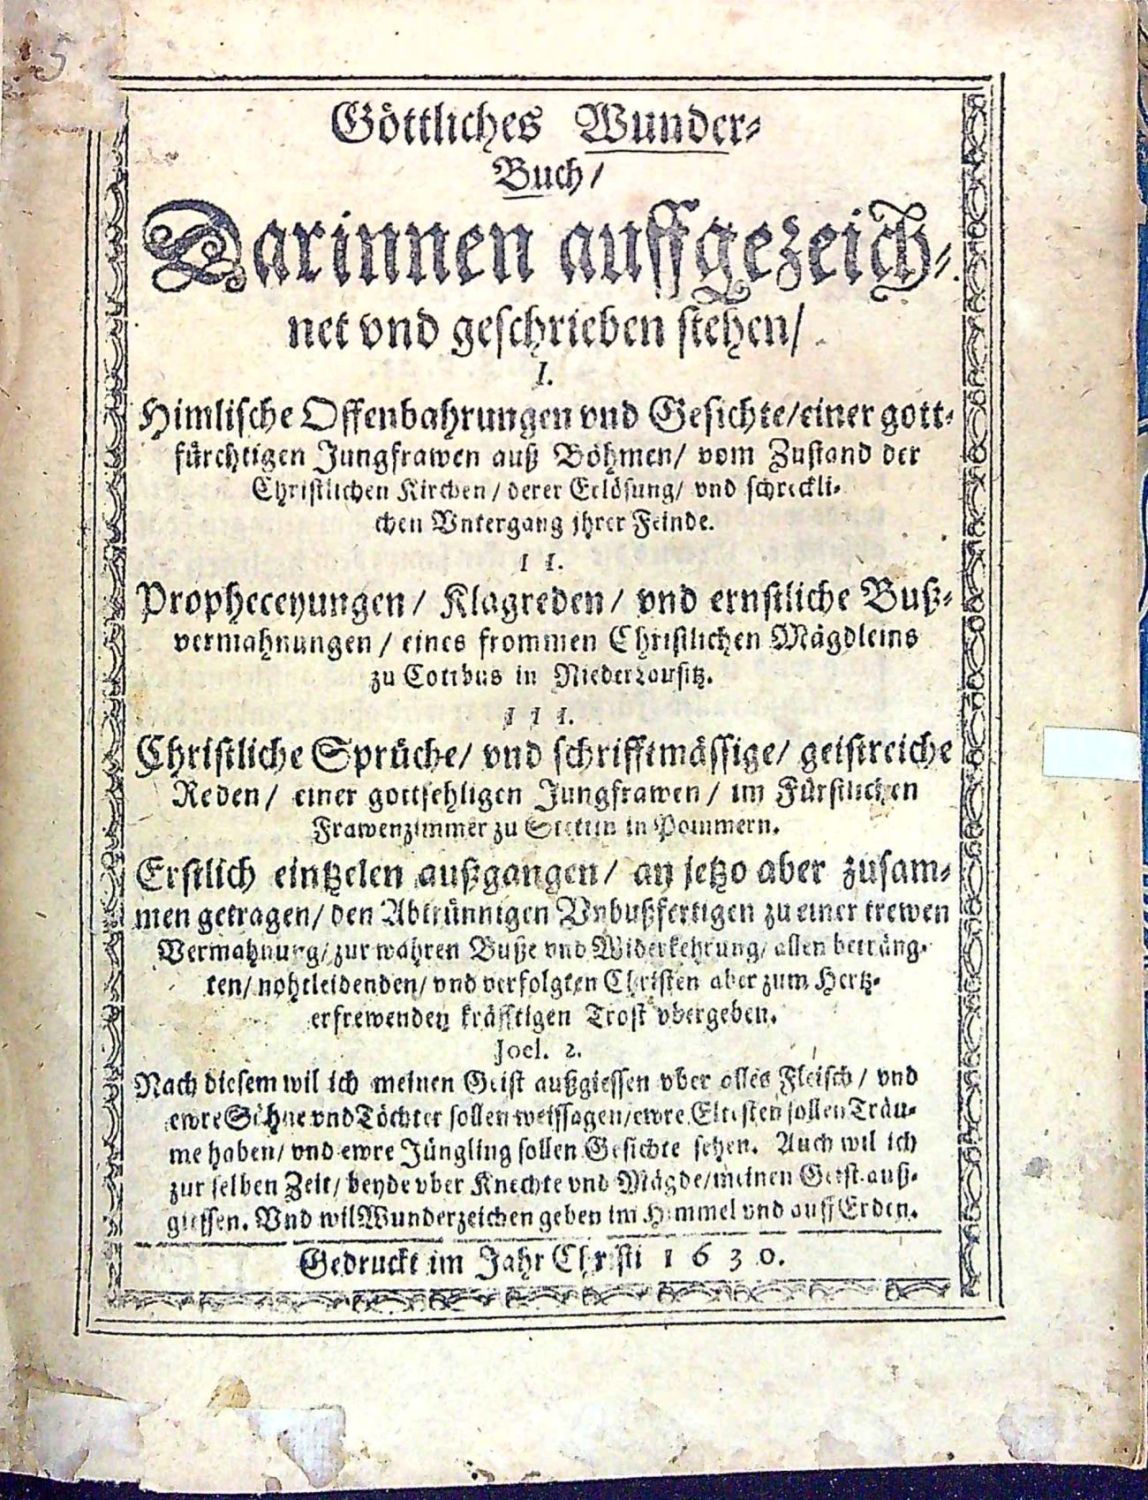 5
Göttliches Wunder⸗
Buch/
Darinnen auffgezeich⸗
net vnd geschrieben stehen/
I.
Himlische Offenbahrungen vnd Gesichte/einer gott⸗
fürchtigen Jungfrawen auß Böhmen/ vom Zustand der
Christlichen Kirchen/ derer Erlösung/ vnd schreckli⸗
chen Vntergang jhrer Feinde.
II.
Propheceyungen/ Klagreden/ vnd ernstliche Buß⸗
vermahnungen/ eines frommen Christlichen Mägdleins
zu Cottbus in Niederlausitz.
III.
Christliche Sprüche/ vnd schrifftmässige/ geistreiche
Reden/ einer gottsehligen Jungfrawen/ im Fürstlichen
Frawenzimmer zu Stettin in Pommern.
Erstlich eintzelen außgangen/ an jetzo aber zusam⸗
men getragen/ den Abtrünnigen Vnbußfertigen zu einer trewen
Vermahnung/ zur wahren Buße vnd Widerkehrung/ allen beträng⸗
ten/ nohtleidenden/ vnd verfolgten Christen aber zum Hertz⸗
erfrewenden kräfftigen Trost vbergeben.
Joel. 2.
Nach diesem wil ich meinen Geist außgiessen vber alles Fleisch/ vnd
ewre Söhne vnd Töchter sollen weissagen/ewre Eltesten sollen Träu⸗
me haben/ vnd ewre Jüngling sollen Gesichte sehen. Auch wil ich
zur selben Zeit/ beyde vber Knechte vnd Mägde/meinen Geist auß⸗
giessen. Vnd wil Wunderzeichen geben im Himmel vnd auff Erden.
Gedruckt im Jahr Christi 1630.